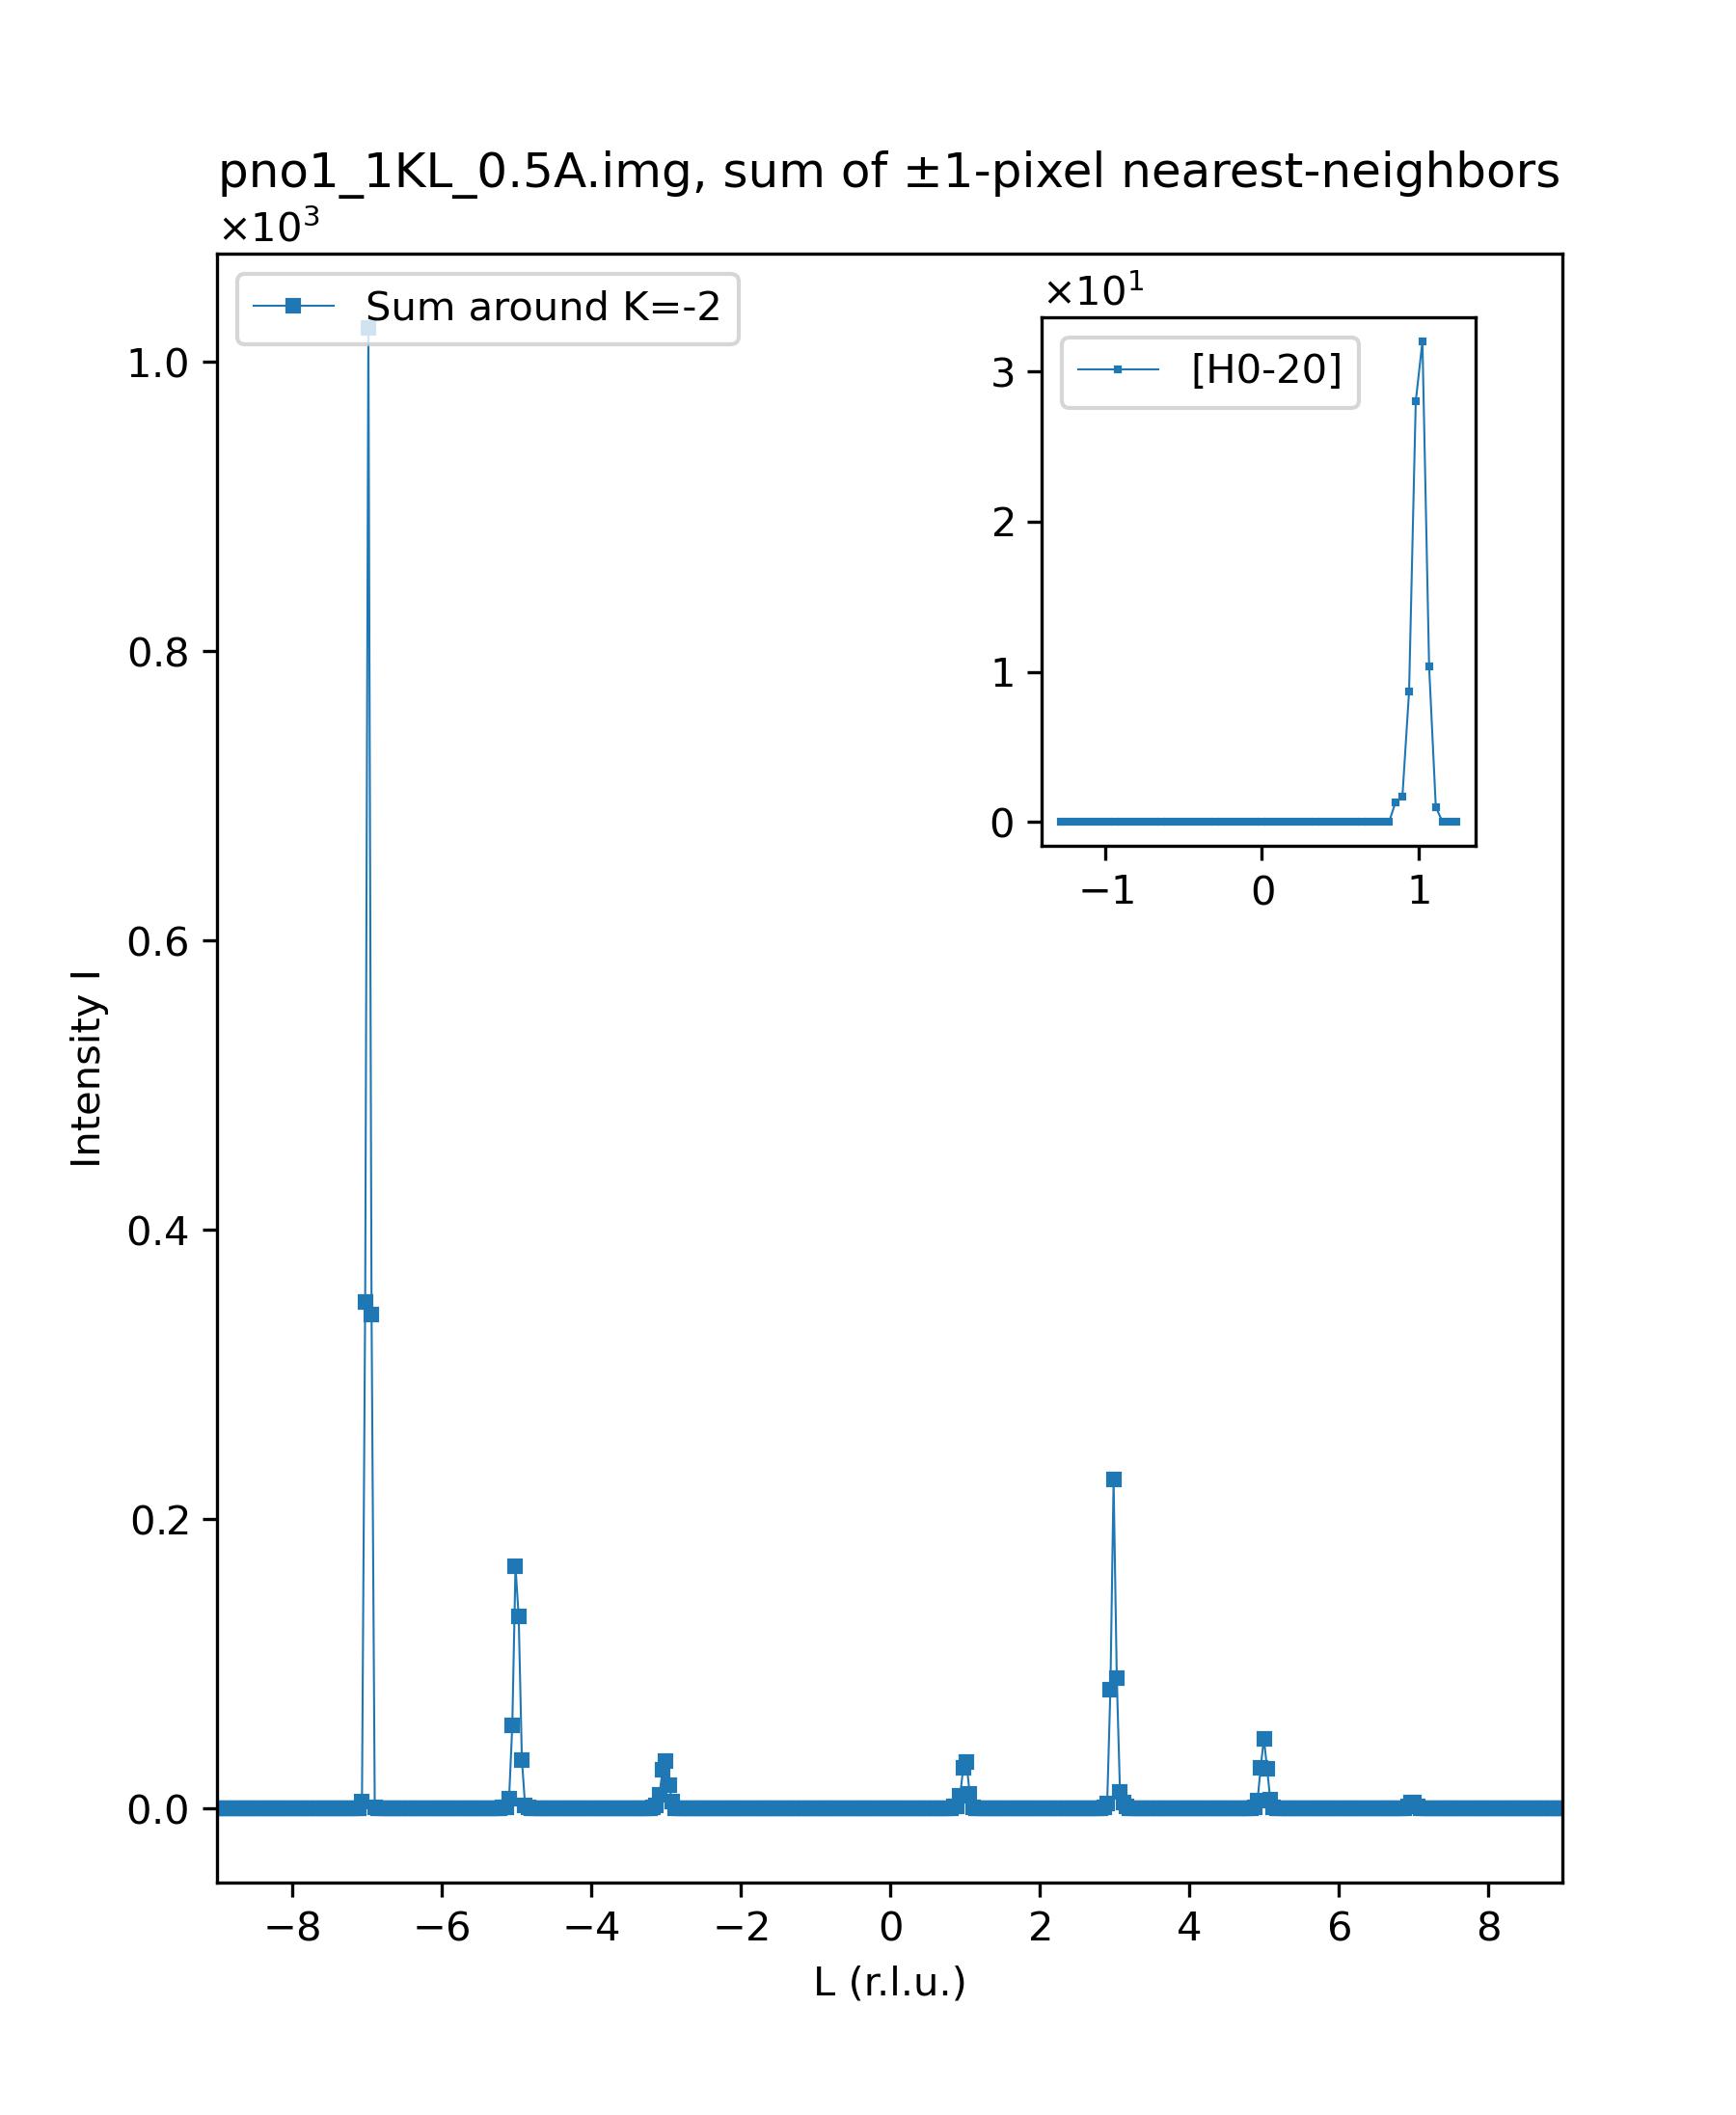 pno1_1KL_0.5A.img, sum of ±1-pixel nearest-neighbors
×10³
Sum around K=-2
×10¹
[H0-20]
3
2
1
0
−1 0 1
1.0
0.8
0.6
0.4
0.2
0.0
Intensity I
−8 −6 −4 −2 0 2 4 6 8
L (r.l.u.)